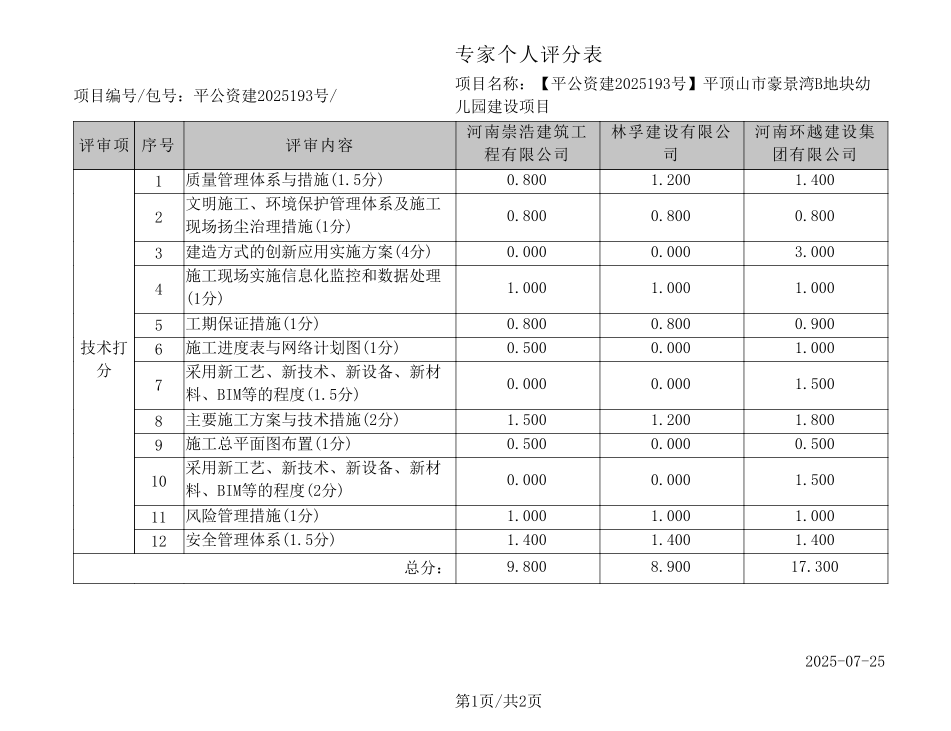 专家个人评分表
项目编号/包号: 平公资建2025193号/
项目名称: 【平公资建2025193号】平顶山市豪景湾B地块幼
儿园建设项目
评审项 序号 评审内容 河南崇浩建筑工 林孚建设有限公 河南环越建设集
程有限公司 司 团有限公司
1 质量管理体系与措施(1.5分) 0.800 1.200 1.400
文明施工、环境保护管理体系及施工
2 现场扬尘治理措施(1分) 0.800 0.800 0.800
3 建造方式的创新应用实施方案(4分) 0.000 0.000 3.000
施工现场实施信息化监控和数据处理
4 (1分) 1.000 1.000 1.000
5 工期保证措施(1分) 0.800 0.800 0.900
技术打
分
6 施工进度表与网络计划图(1分) 0.500 0.000 1.000
采用新工艺、新技术、新设备、新材
7 料、BIM等的程度(1.5分) 0.000 0.000 1.500
8 主要施工方案与技术措施(2分) 1.500 1.200 1.800
9 施工总平面图布置(1分) 0.500 0.000 0.500
采用新工艺、新技术、新设备、新材
10 料、BIM等的程度(2分) 0.000 0.000 1.500
11 风险管理措施(1分) 1.000 1.000 1.000
12 安全管理体系(1.5分) 1.400 1.400 1.400
总分: 9.800 8.900 17.300
2025-07-25
第1页/共2页